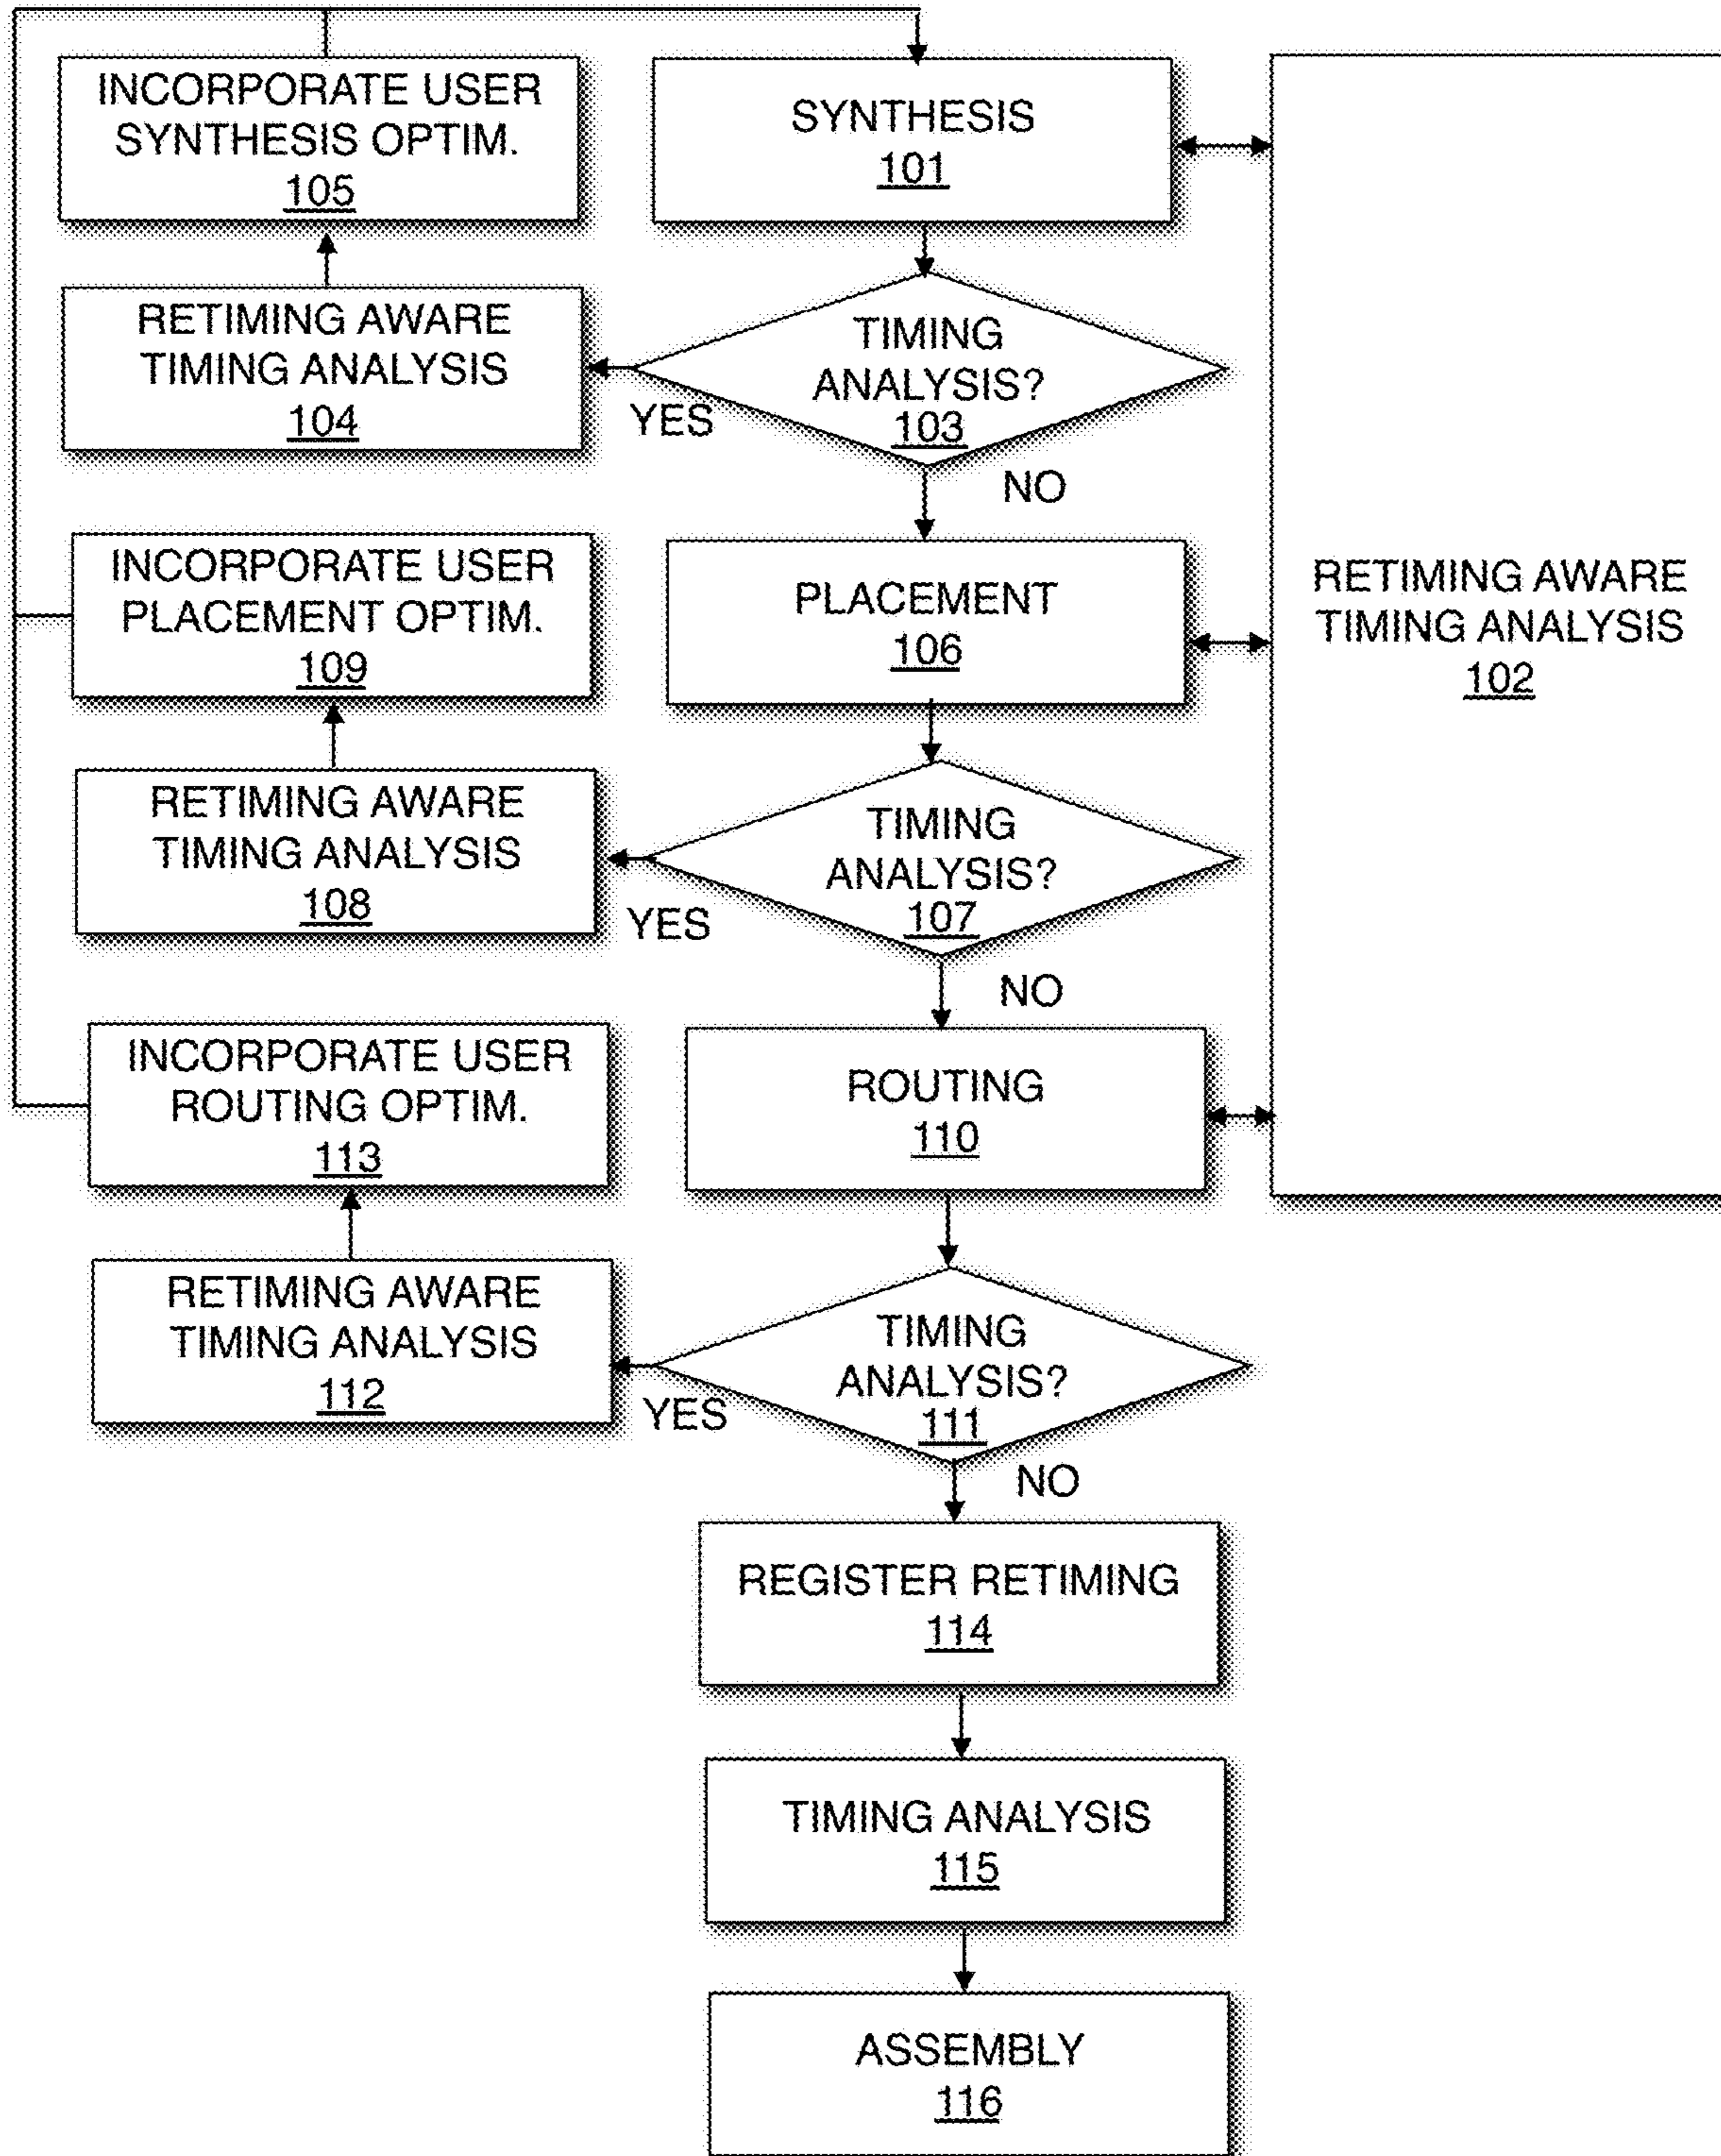 INCORPORATE USER
SYNTHESIS OPTIM.
105
SYNTHESIS
101
RETIMING AWARE
TIMING ANALYSIS
104
TIMING
ANALYSIS?
103
YES
NO
INCORPORATE USER
PLACEMENT OPTIM.
109
PLACEMENT
106
RETIMING AWARE
TIMING ANALYSIS
102
RETIMING AWARE
TIMING ANALYSIS
108
TIMING
ANALYSIS?
107
YES
NO
INCORPORATE USER
ROUTING OPTIM.
113
ROUTING
110
RETIMING AWARE
TIMING ANALYSIS
112
TIMING
ANALYSIS?
111
YES
NO
REGISTER RETIMING
114
TIMING ANALYSIS
115
ASSEMBLY
116